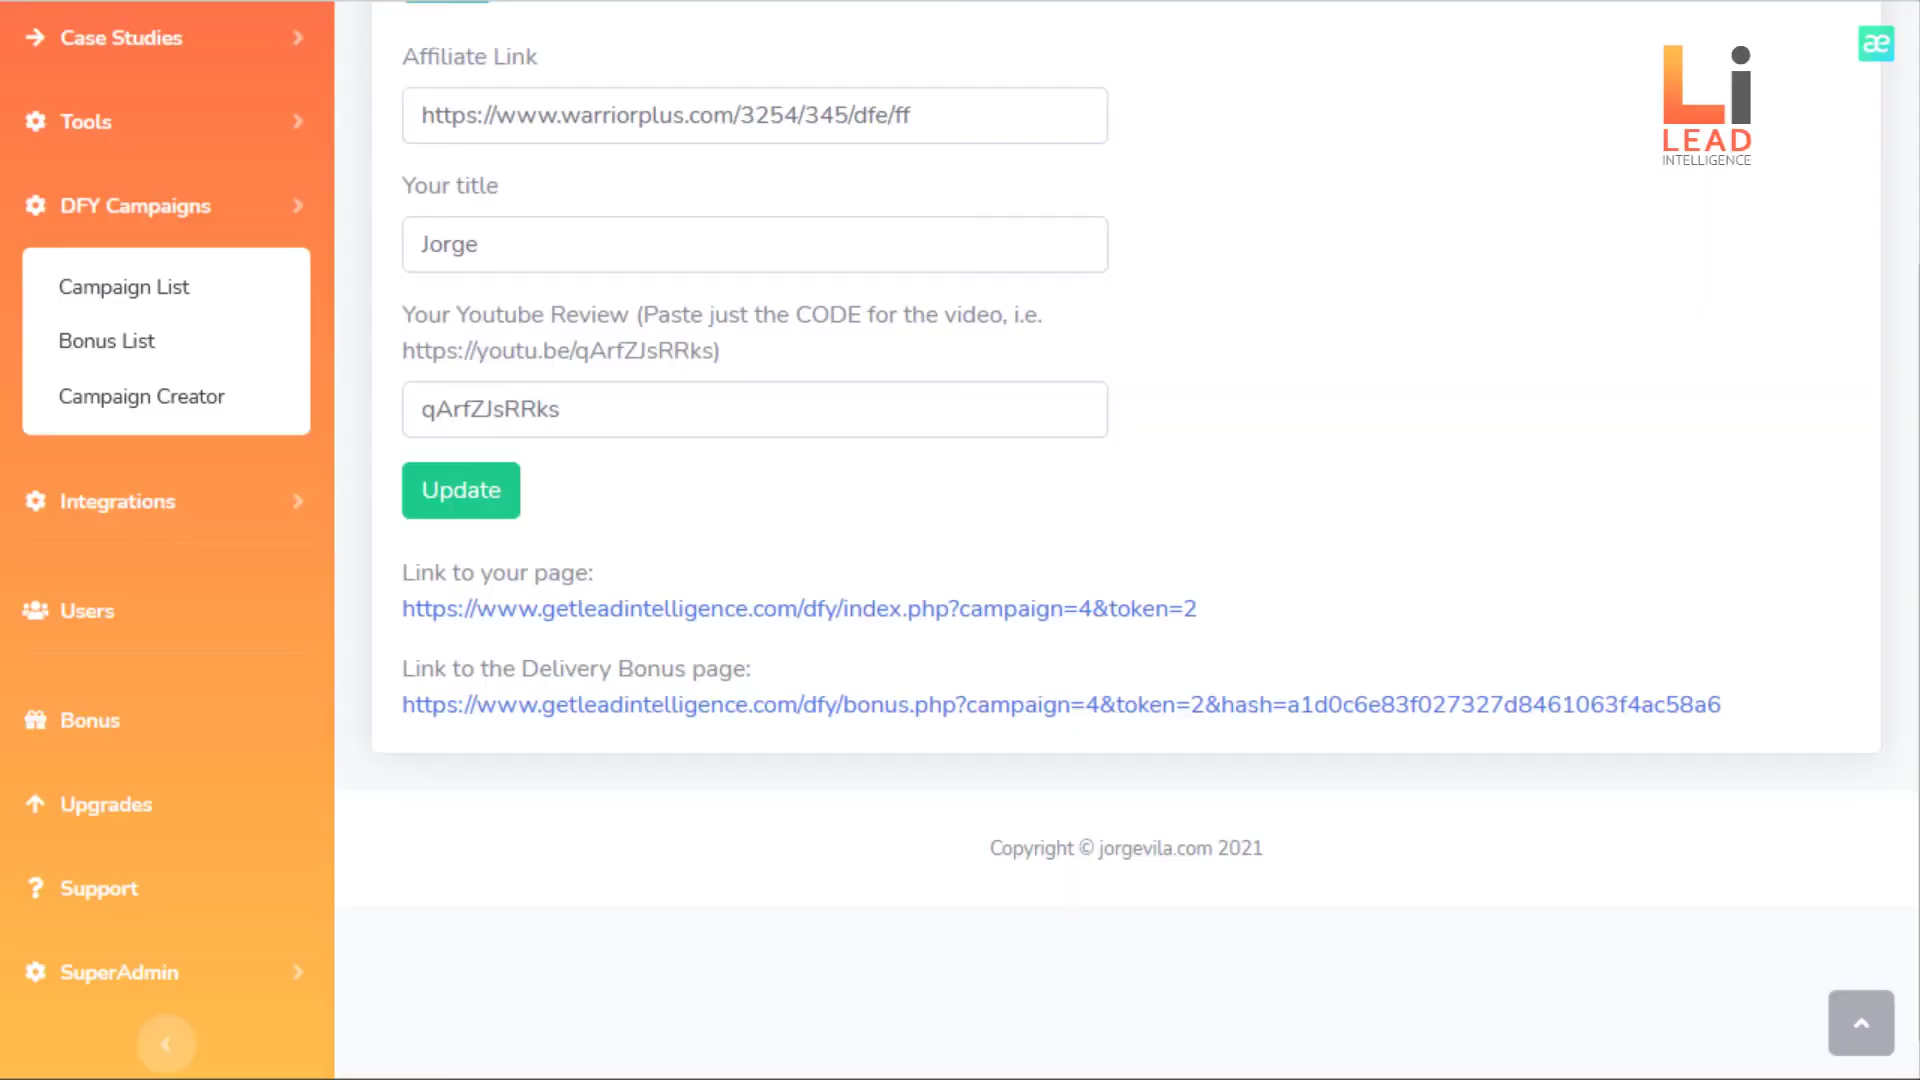 Case Studies
Tools
DFY Campaigns
Campaign List
Bonus List
Campaign Creator
Integrations
Users
Bonus
Upgrades
Support
SuperAdmin
Affiliate Link
https://www.warriorplus.com/3254/345/dfe/ff
Your title
Jorge
Your Youtube Review (Paste just the CODE for the video, i.e.
https://youtu.be/qArfZJsRRks)
qArfZJsRRks
Update
Link to your page:
https://www.getleadintelligence.com/dfy/index.php?campaign=4&token=2
Link to the Delivery Bonus page:
https://www.getleadintelligence.com/dfy/bonus.php?campaign=4&token=2&hash=a1d0c6e83f027327d8461063f4ac58a6
Copyright © jorgevila.com 2021
Li
LEAD
INTELLIGENCE
æ